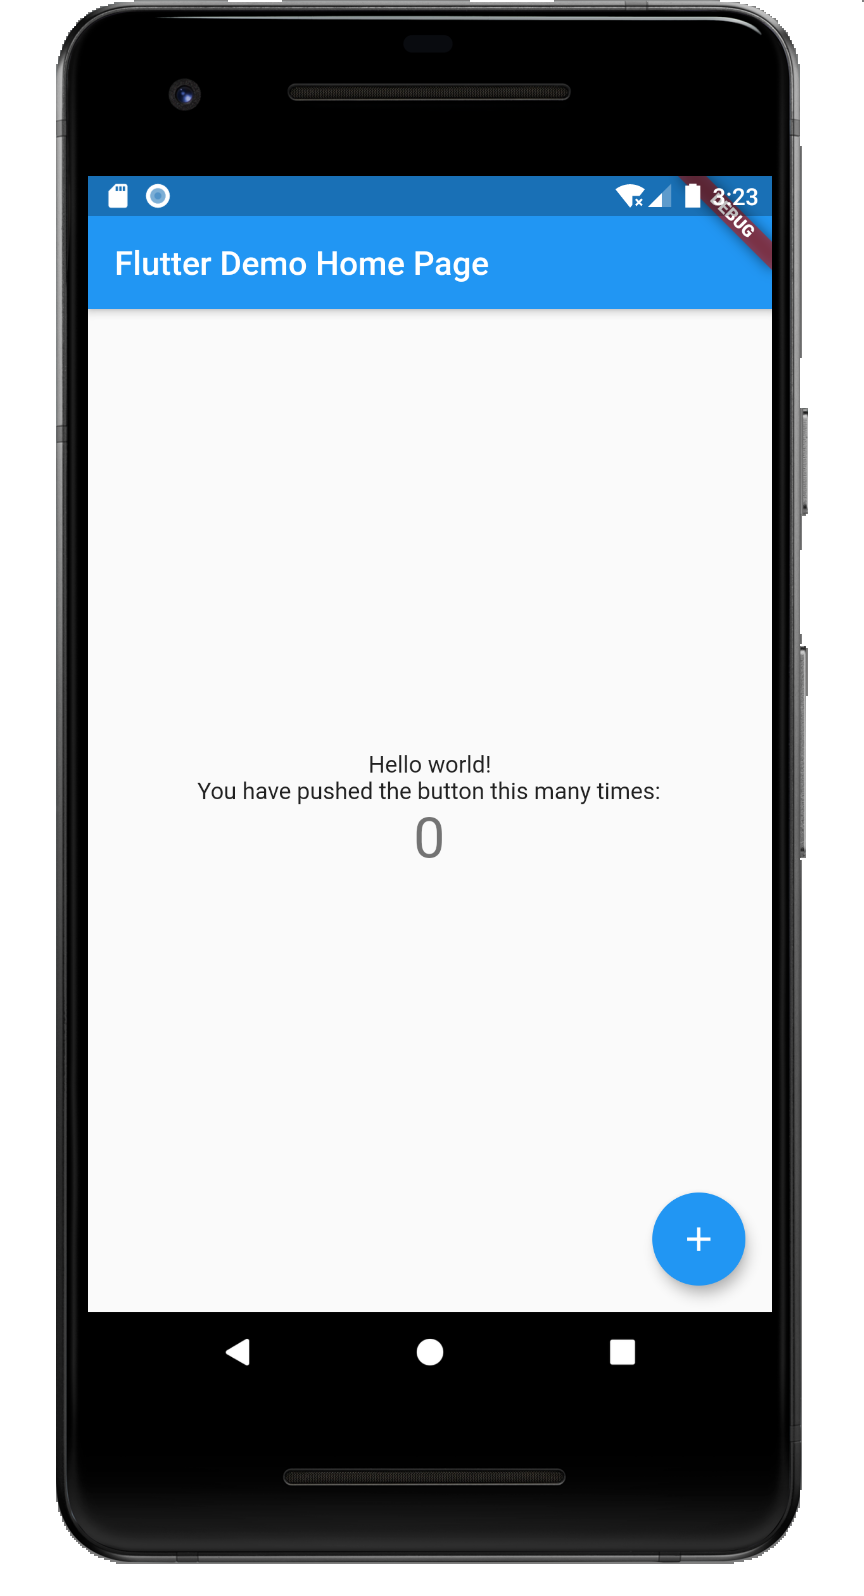 3:23
DEBUG
Flutter Demo Home Page
Hello world!
You have pushed the button this many times:
0